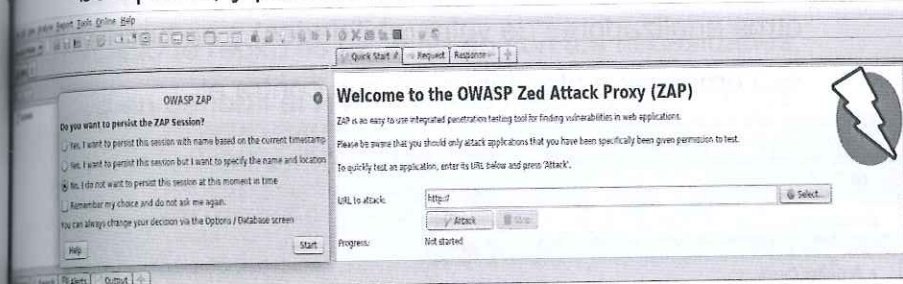 Report Tools Online Help
Quick Start Request Response
OWASP ZAP
Do you want to persist the ZAP Session?
Yes, I want to persist this session with name based on the current timestamp
Yes, I want to persist this session but I want to specify the name and location
No, I do not want to persist this session at this moment in time
Remember my choice and do not ask me again.
You can always change your decision via the Options / Database screen
Help Start
Welcome to the OWASP Zed Attack Proxy (ZAP)
ZAP is an easy to use integrated penetration testing tool for finding vulnerabilities in web applications.
Please be aware that you should only attack applications that you have been specifically been given permission to test.
To quickly test an application, enter its URL below and press 'Attack'.
URL to attack: http:// Select...
Attack Stop
Progress: Not started
Alerts Output